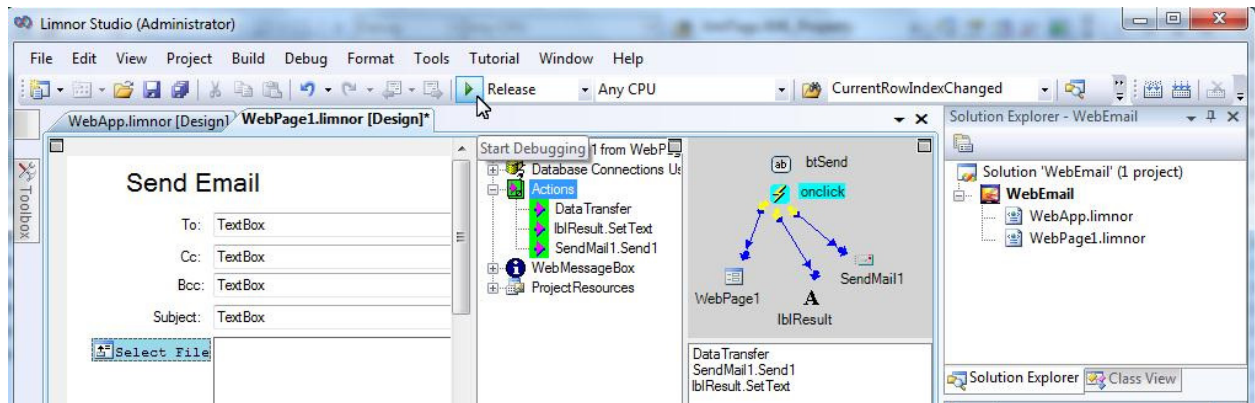 Limnor Studio (Administrator)
File Edit View Project Build Debug Format Tools Tutorial Window Help
Release Any CPU CurrentRowIndexChanged
WebApp.limnor [Design] WebPage1.limnor [Design]*
Solution Explorer - WebEmail
Toolbox
Send Email
To: TextBox
Cc: TextBox
Bcc: TextBox
Subject: TextBox
Select File
Start Debugging 1 from WebP
Database Connections Us
Actions
DataTransfer
lblResult.SetText
SendMail1.Send1
WebMessageBox
ProjectResources
ab btSend
onclick
SendMail1
WebPage1
A
lblResult
DataTransfer
SendMail1.Send1
lblResult.SetText
Solution 'WebEmail' (1 project)
WebEmail
WebApp.limnor
WebPage1.limnor
Solution Explorer Class View